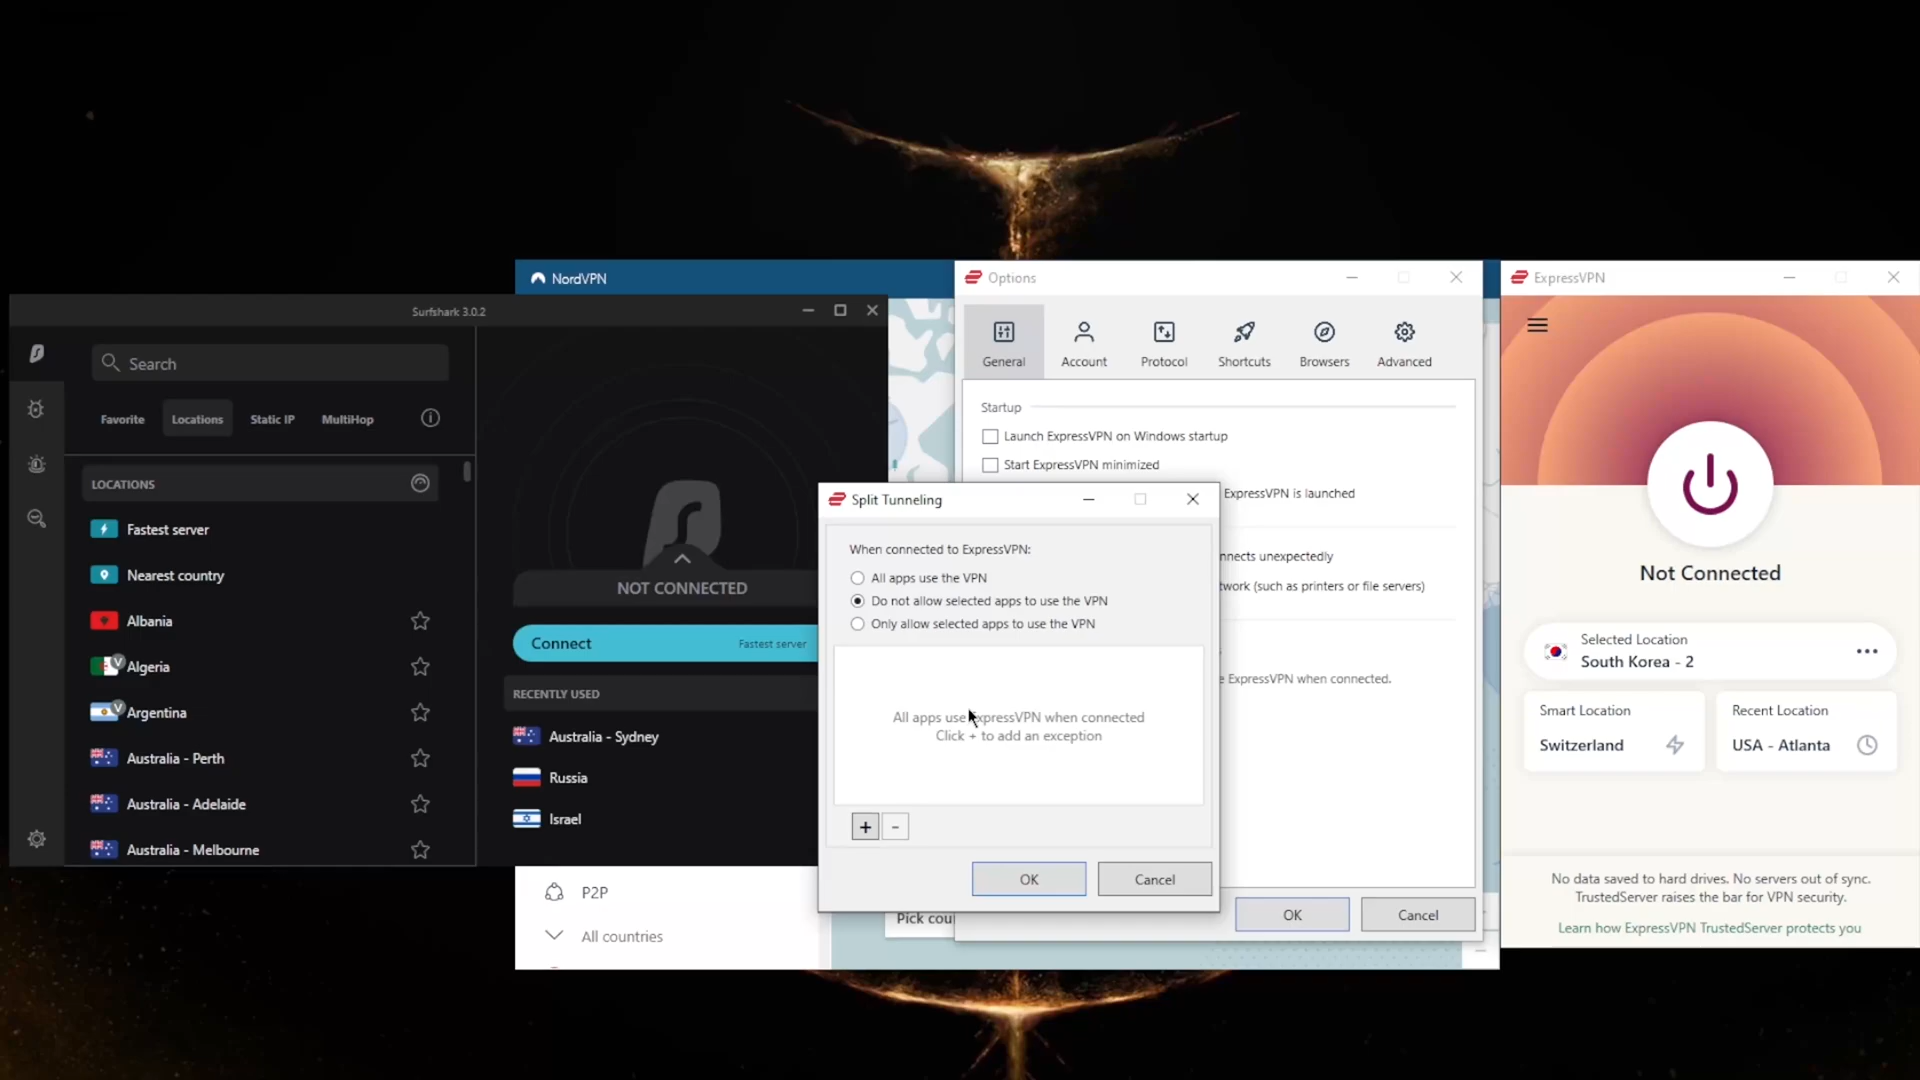 NordVPN
Surfshark 3.0.2
Search
Favorite
Locations
Static IP
MultiHop
LOCATIONS
Fastest server
Nearest country
Albania
Algeria
Argentina
Australia - Perth
Australia - Adelaide
Australia - Melbourne
NOT CONNECTED
Connect
Fastest server
RECENTLY USED
Australia - Sydney
Russia
Israel
P2P
All countries
Options
General
Account
Protocol
Shortcuts
Browsers
Advanced
Startup
Launch ExpressVPN on Windows startup
Start ExpressVPN minimized
ExpressVPN is launched
unexpectedly
(such as printers or file servers)
ExpressVPN when connected.
Split Tunneling
When connected to ExpressVPN:
All apps use the VPN
Do not allow selected apps to use the VPN
Only allow selected apps to use the VPN
All apps use ExpressVPN when connected
Click + to add an exception
+
-
OK
Cancel
Pick
OK
Cancel
ExpressVPN
Not Connected
Selected Location
South Korea - 2
Smart Location
Switzerland
Recent Location
USA - Atlanta
No data saved to hard drives. No servers out of sync.
TrustedServer raises the bar for VPN security.
Learn how ExpressVPN TrustedServer protects you